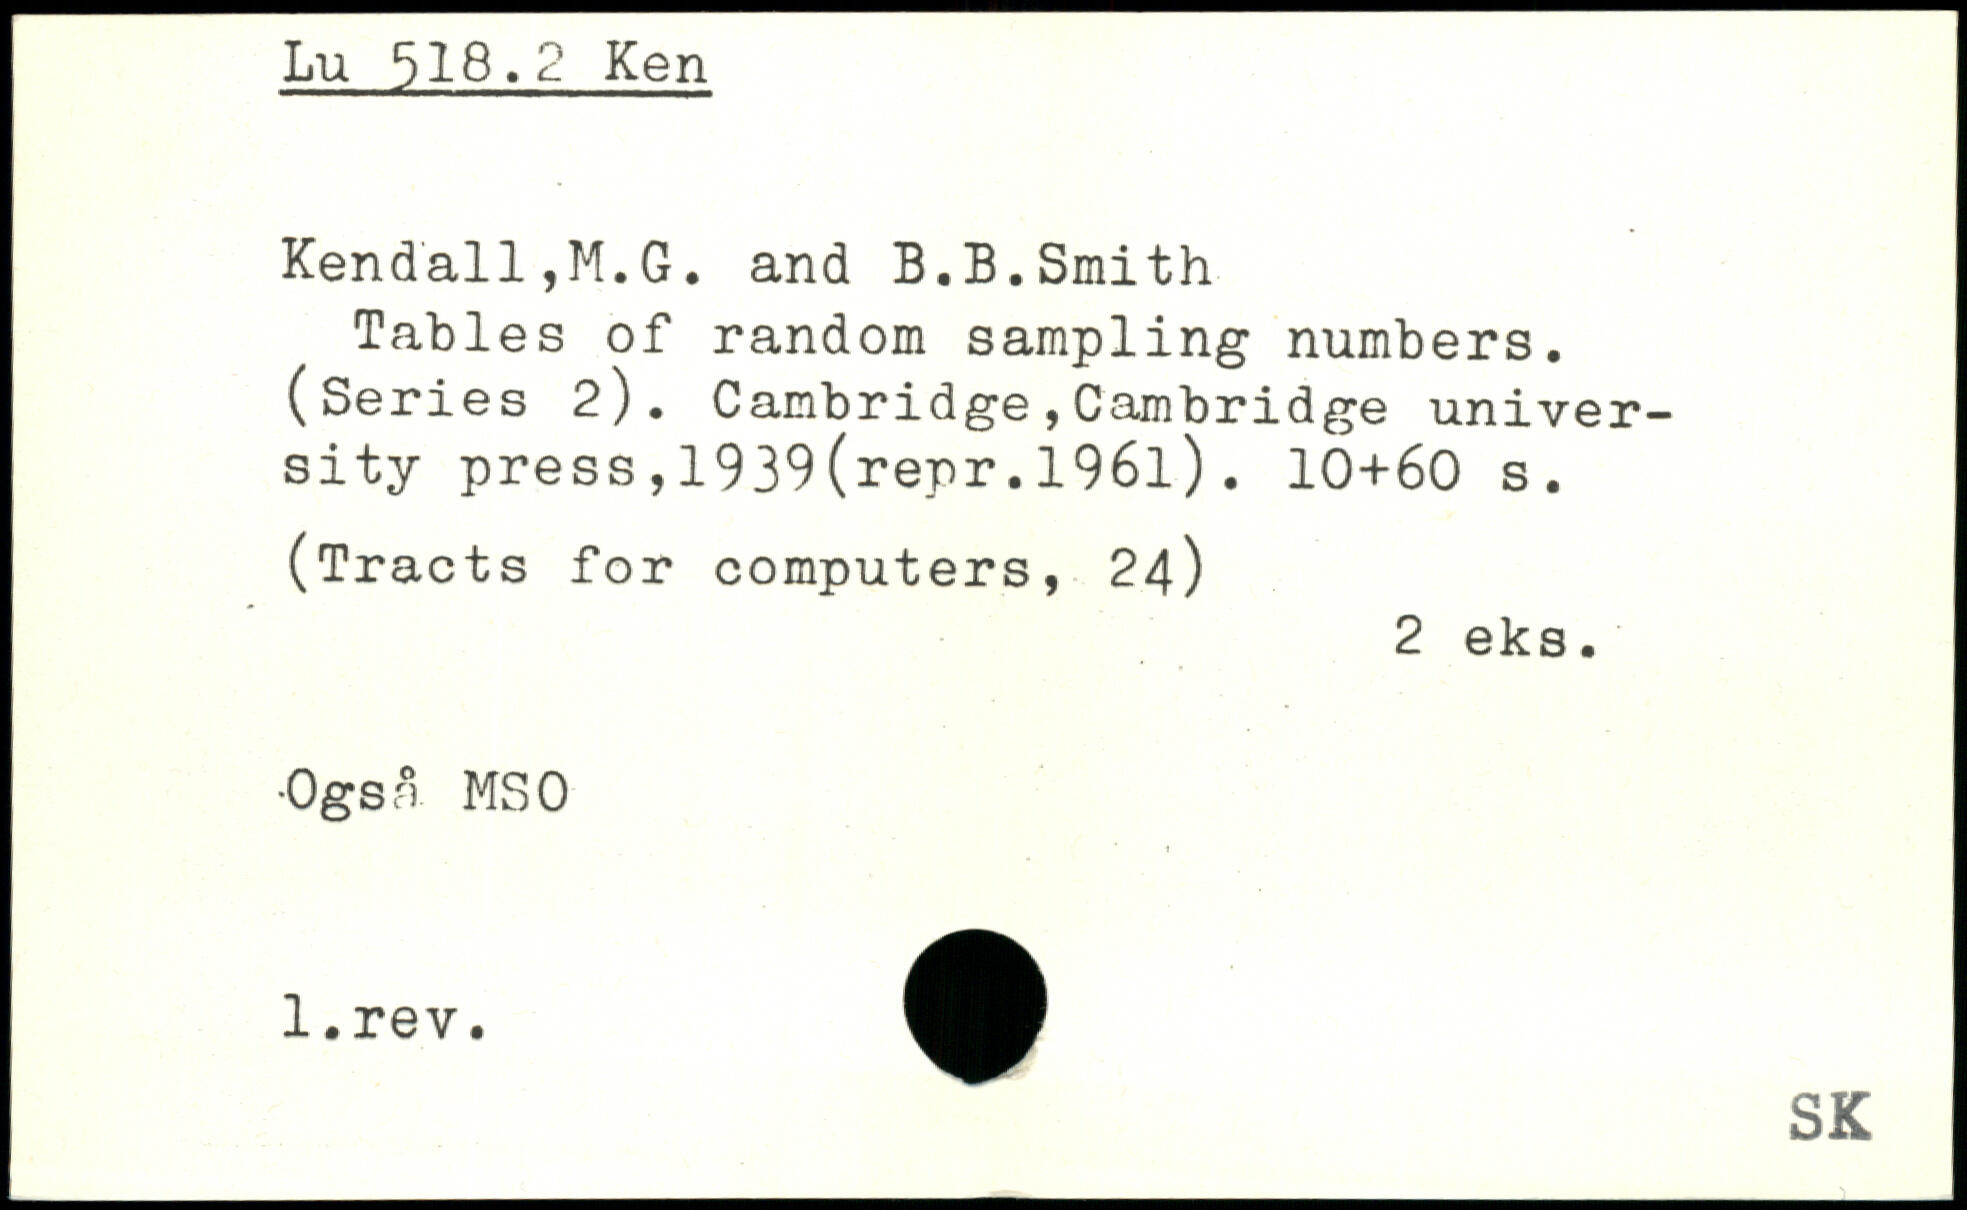 Lu 518.2 Ken
Kendall,M.G. and B.B.Smith
Tables of random sampling numbers.
(Series 2). Cambridge,Cambridge univer-
sity press,1939(repr.1961). 10+60 s.
(Tracts for computers, 24)
2 eks.
Også MSO
1.rev.
SK